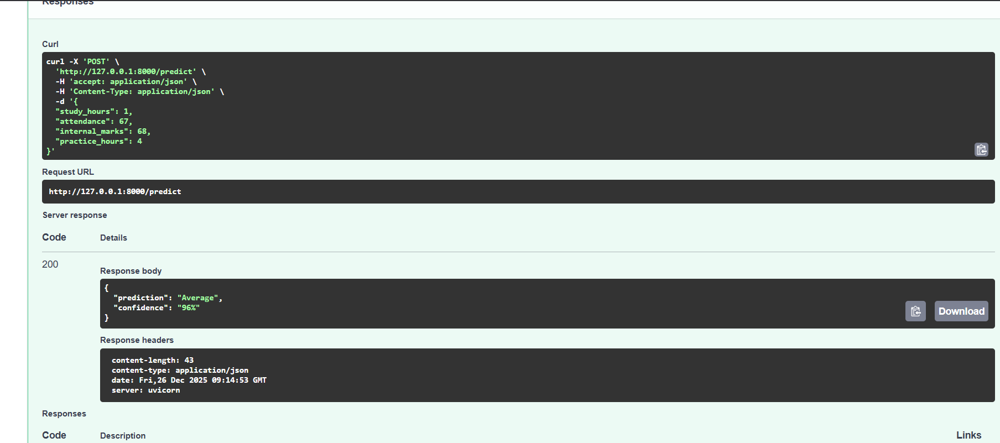 Responses
Curl
curl -X 'POST' \
  'http://127.0.0.1:8000/predict' \
  -H 'accept: application/json' \
  -H 'Content-Type: application/json' \
  -d '{
  "study_hours": 1,
  "attendance": 67,
  "internal_marks": 68,
  "practice_hours": 4
}'
Request URL
http://127.0.0.1:8000/predict
Server response
Code Details
200
Response body
{
  "prediction": "Average",
  "confidence": "96%"
}
Download
Response headers
content-length: 43
content-type: application/json
date: Fri,26 Dec 2025 09:14:53 GMT
server: uvicorn
Responses
Code Description Links